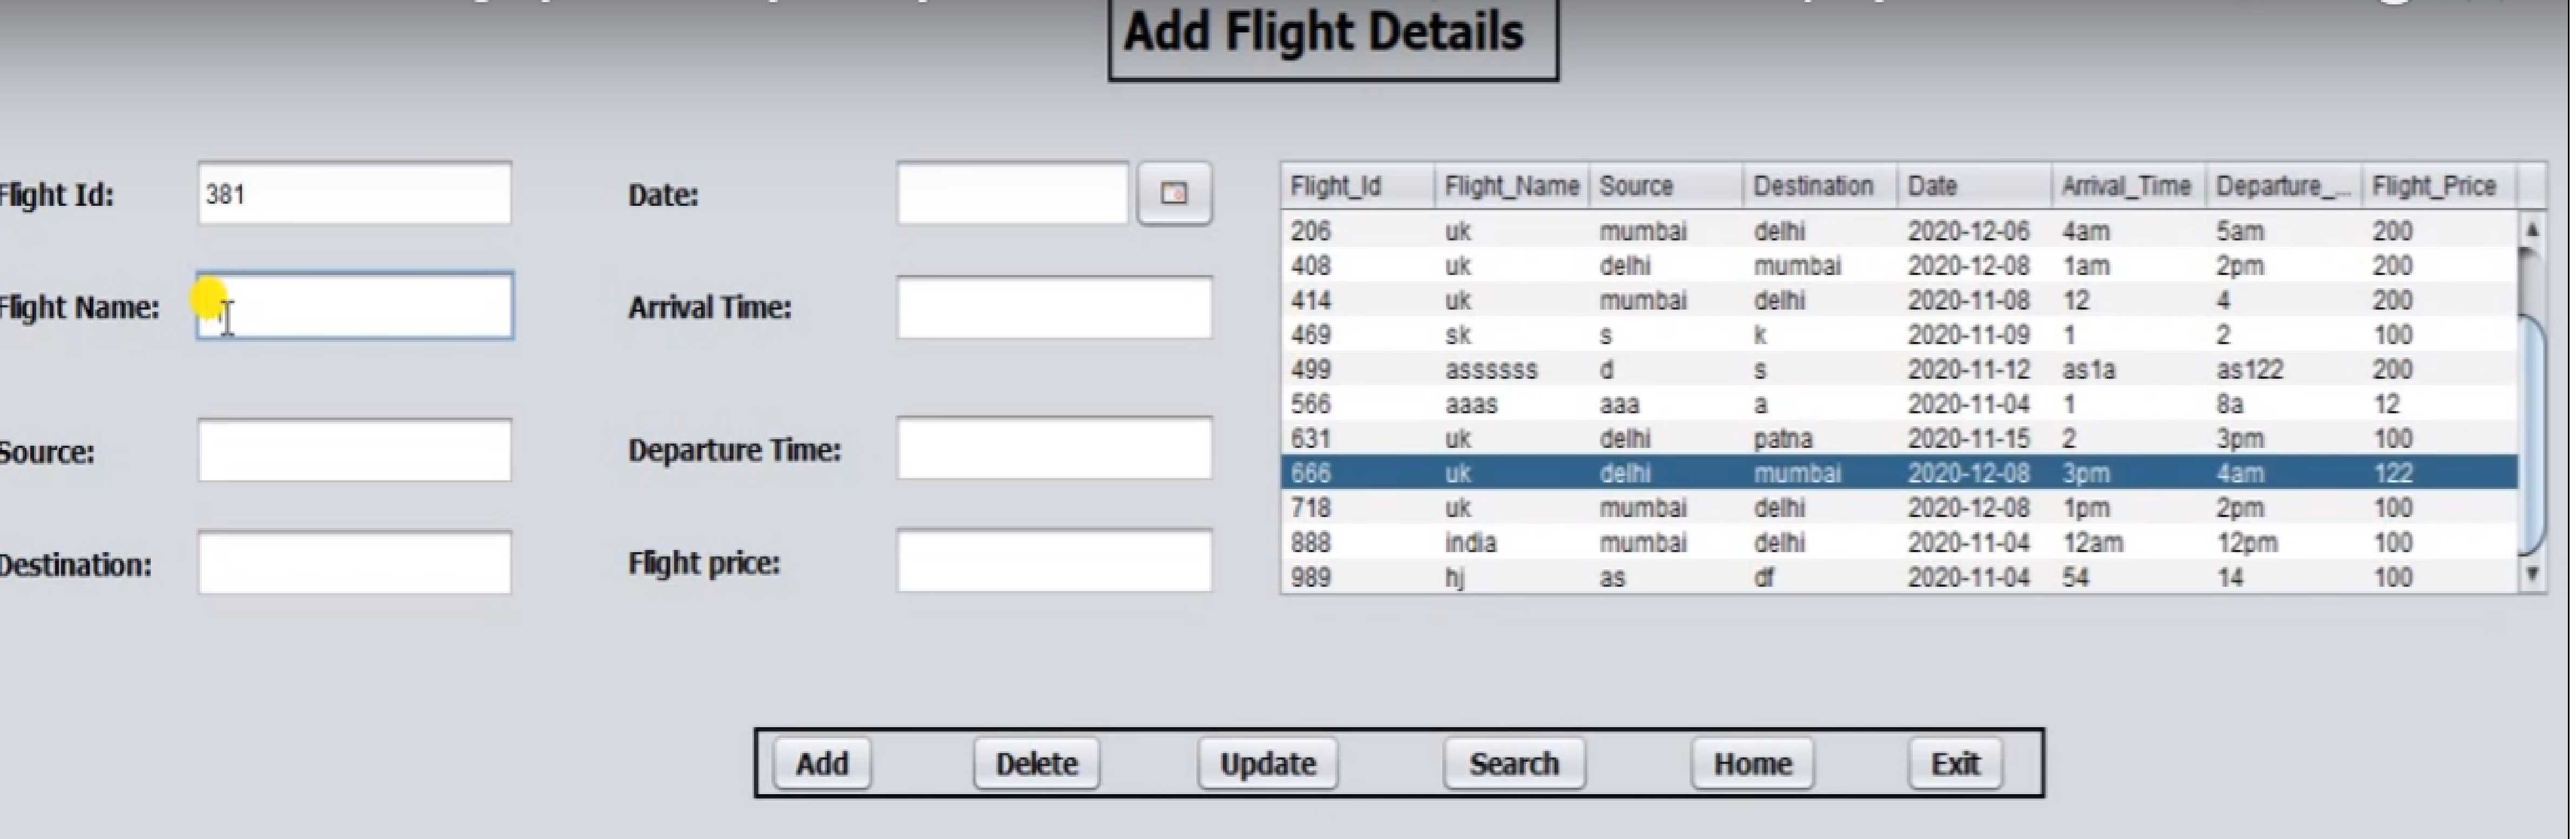 Add Flight Details
Flight Id: 381
Date:
Flight Name:
Arrival Time:
Source:
Departure Time:
Destination:
Flight price:
Flight_Id Flight_Name Source Destination Date Arrival_Time Departure_... Flight_Price
206 uk mumbai delhi 2020-12-06 4am 5am 200
408 uk delhi mumbai 2020-12-08 1am 2pm 200
414 uk mumbai delhi 2020-11-08 12 4 200
469 sk s k 2020-11-09 1 2 100
499 asssssss d s 2020-11-12 as1a as122 200
566 aaas aaa a 2020-11-04 1 8a 12
631 uk delhi patna 2020-11-15 2 3pm 100
666 uk delhi mumbai 2020-12-08 3pm 4am 122
718 uk mumbai delhi 2020-12-08 1pm 2pm 100
888 india mumbai delhi 2020-11-04 12am 12pm 100
989 hj as df 2020-11-04 54 14 100
Add Delete Update Search Home Exit